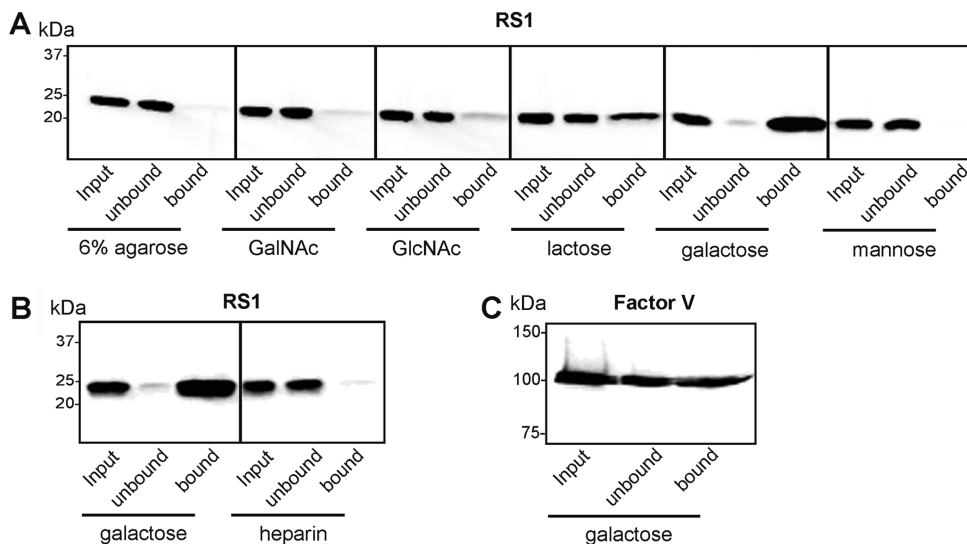 A
kDa
RS1
37
25
20
Input unbound bound Input unbound bound Input unbound bound Input unbound bound Input unbound bound Input unbound bound
6% agarose GalNAc GlcNAc lactose galactose mannose
B
kDa
RS1
37
25
20
Input unbound bound Input unbound bound
galactose heparin
C
kDa
Factor V
150
100
75
Input unbound bound
galactose